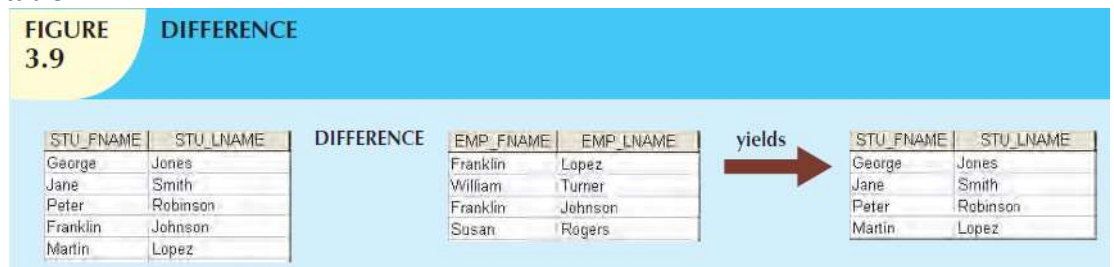 FIGURE 3.9
DIFFERENCE
STU_FNAME STU_LNAME
George Jones
Jane Smith
Peter Robinson
Franklin Johnson
Martin Lopez
DIFFERENCE
EMP_FNAME EMP_LNAME
Franklin Lopez
William Turner
Franklin Johnson
Susan Rogers
yields
STU_FNAME STU_LNAME
George Jones
Jane Smith
Peter Robinson
Martin Lopez